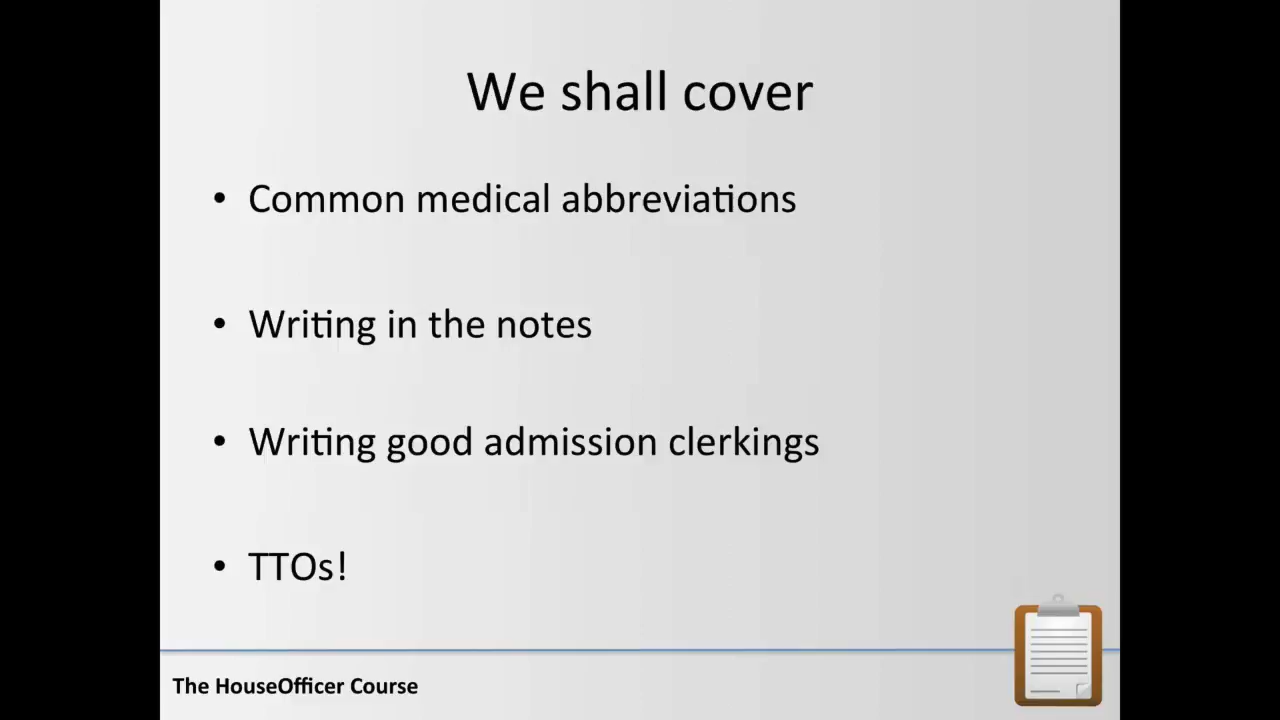 We shall cover
• Common medical abbreviations
• Writing in the notes
• Writing good admission clerkings
• TTOs!
The HouseOfficer Course